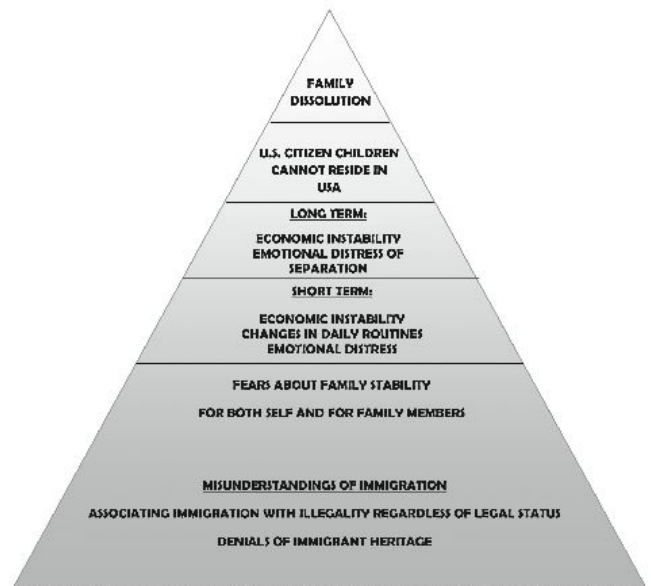 FAMILY
DISSOLUTION
U.S. CITIZEN CHILDREN
CANNOT RESIDE IN
USA
LONG TERM:
ECONOMIC INSTABILITY
EMOTIONAL DISTRESS OF
SEPARATION
SHORT TERM:
ECONOMIC INSTABILITY
CHANGES IN DAILY ROUTINES
EMOTIONAL DISTRESS
FEARS ABOUT FAMILY STABILITY
FOR BOTH SELF AND FOR FAMILY MEMBERS
MISUNDERSTANDINGS OF IMMIGRATION
ASSOCIATING IMMIGRATION WITH ILLEGALITY REGARDLESS OF LEGAL STATUS
DENIALS OF IMMIGRANT HERITAGE